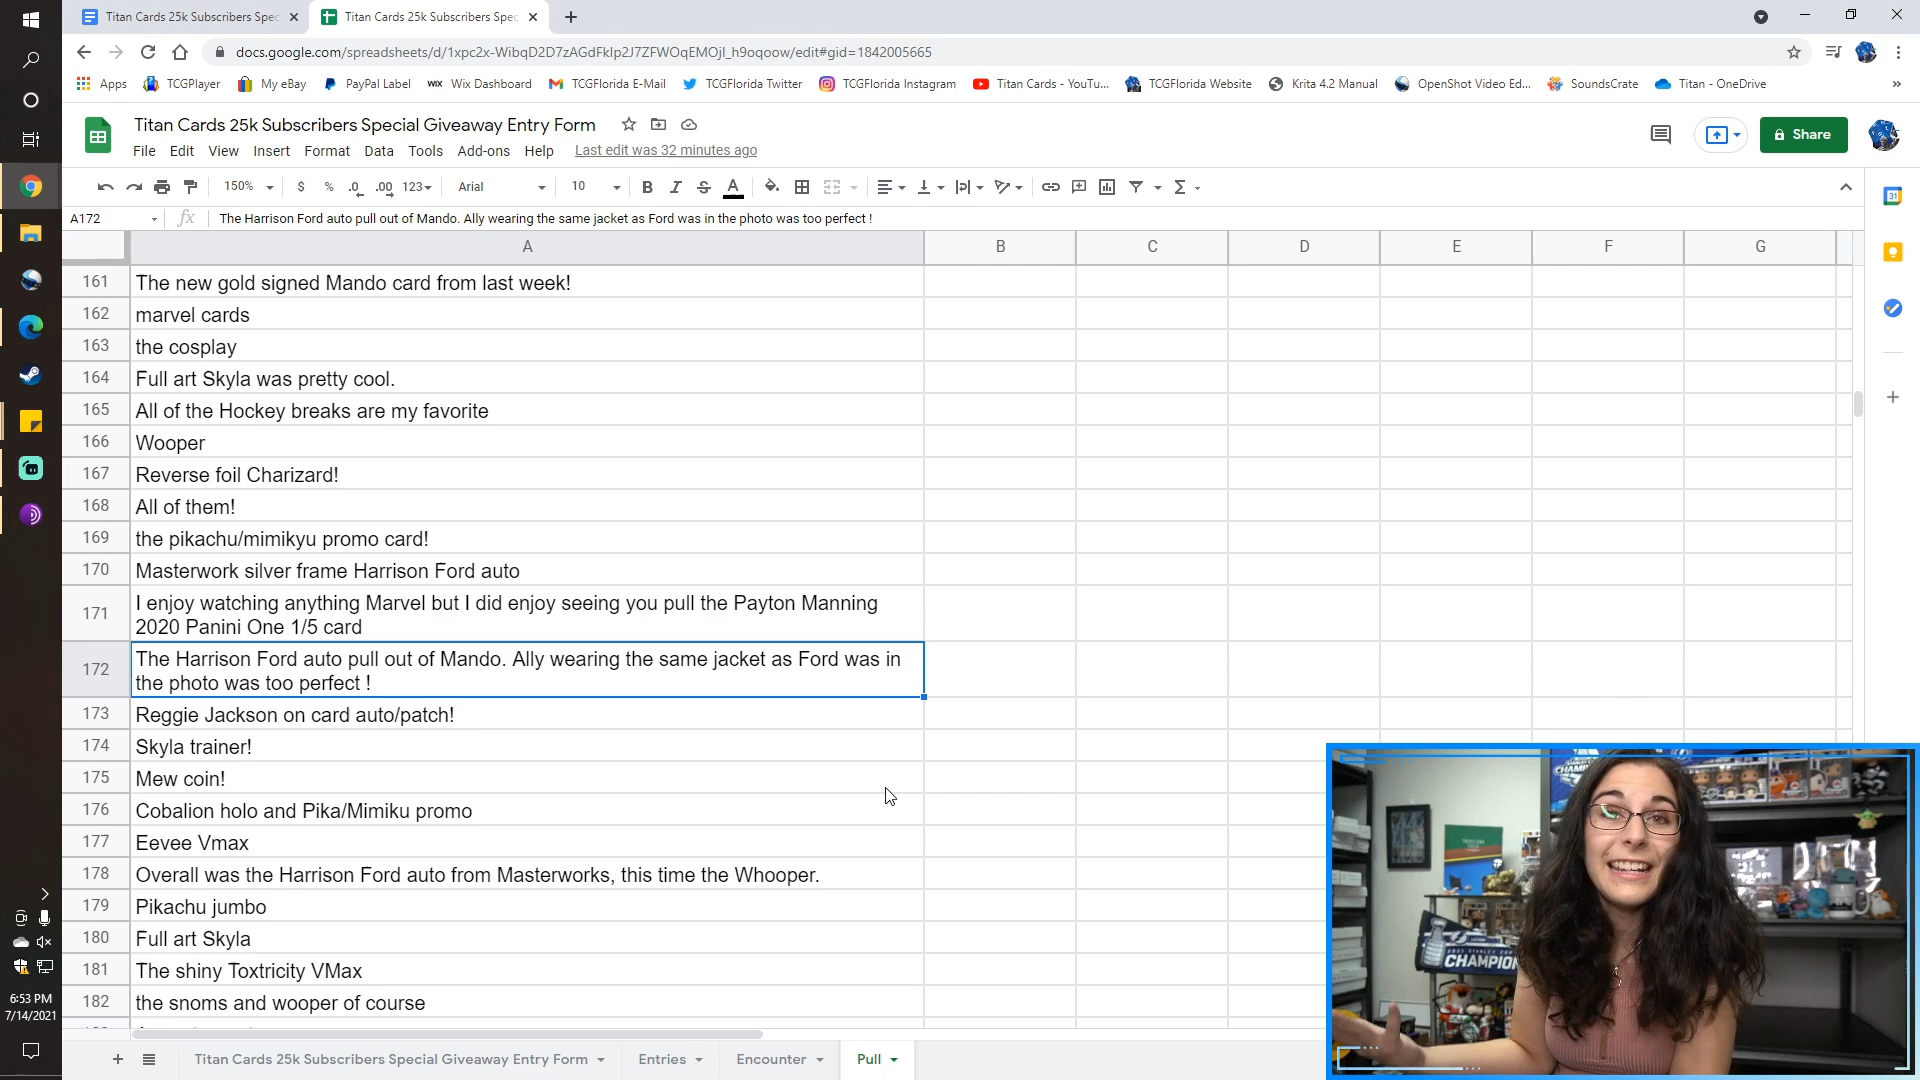 Titan Cards 25k Subscribers Spec
Titan Cards 25k Subscribers Spec
docs.google.com/spreadsheets/d/1xpc2x-WibqD2D7zAGdFkIp2J7ZFWOqEMOjl_h9oqoow/edit#gid=1842005665
Apps TCGPlayer My eBay PayPal Label WIX Wix Dashboard TCGFlorida E-Mail TCGFlorida Twitter TCGFlorida Instagram Titan Cards - YouTu... TCGFlorida Website Krita 4.2 Manual OpenShot Video Ed... SoundsCrate Titan - OneDrive »
Titan Cards 25k Subscribers Special Giveaway Entry Form
File Edit View Insert Format Data Tools Add-ons Help Last edit was 32 minutes ago
Share
150% $ % .0 .00 123 Arial 10 B I S A
31
A172 fx The Harrison Ford auto pull out of Mando. Ally wearing the same jacket as Ford was in the photo was too perfect !
A B C D E F G
161 The new gold signed Mando card from last week!
162 marvel cards
163 the cosplay
164 Full art Skyla was pretty cool.
165 All of the Hockey breaks are my favorite
166 Wooper
167 Reverse foil Charizard!
168 All of them!
169 the pikachu/mimikyu promo card!
170 Masterwork silver frame Harrison Ford auto
171 I enjoy watching anything Marvel but I did enjoy seeing you pull the Payton Manning
2020 Panini One 1/5 card
172 The Harrison Ford auto pull out of Mando. Ally wearing the same jacket as Ford was in
the photo was too perfect !
173 Reggie Jackson on card auto/patch!
174 Skyla trainer!
175 Mew coin!
176 Cobalion holo and Pika/Mimiku promo
177 Eevee Vmax
178 Overall was the Harrison Ford auto from Masterworks, this time the Whooper.
179 Pikachu jumbo
180 Full art Skyla
181 The shiny Toxtricity VMax
182 the snoms and wooper of course
CHAMPION
6:53 PM
7/14/2021
Titan Cards 25k Subscribers Special Giveaway Entry Form Entries Encounter Pull